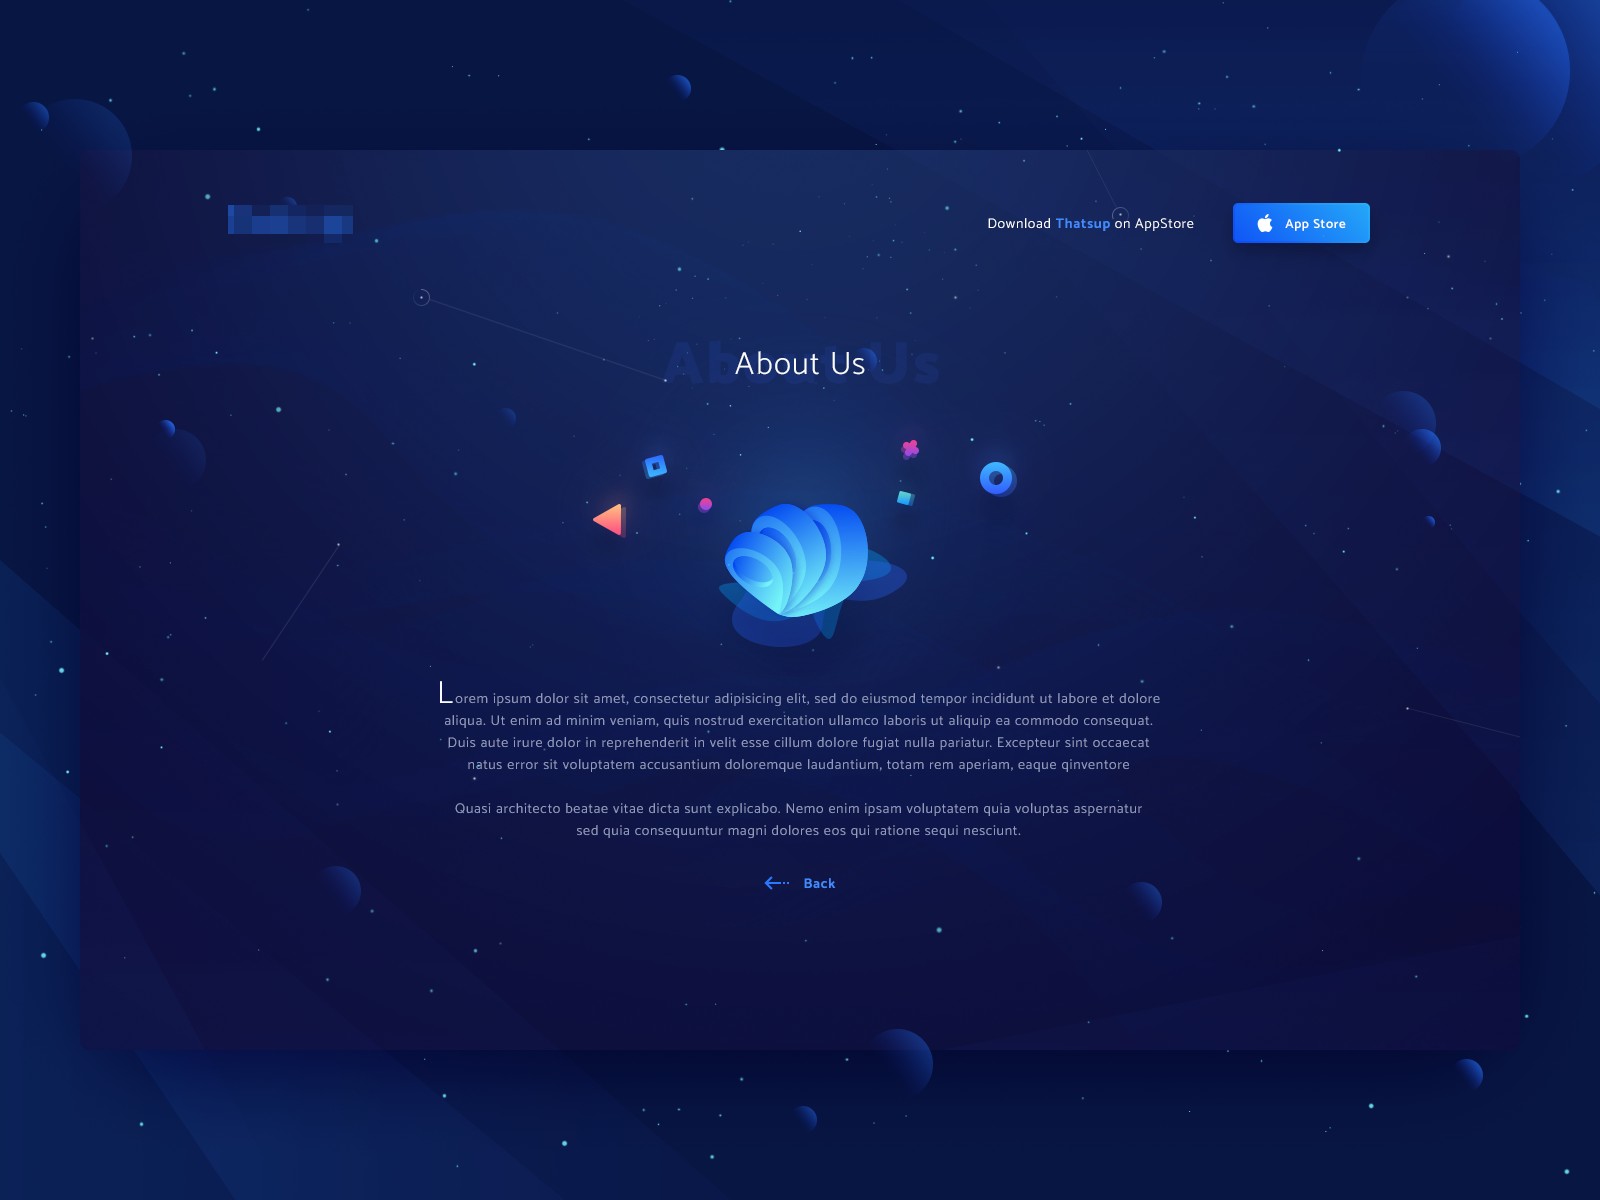 Download Thatsup on AppStore
App Store
About Us
About Us
Lorem ipsum dolor sit amet, consectetur adipisicing elit, sed do eiusmod tempor incididunt ut labore et dolore
aliqua. Ut enim ad minim veniam, quis nostrud exercitation ullamco laboris ut aliquip ea commodo consequat.
Duis aute irure dolor in reprehenderit in velit esse cillum dolore fugiat nulla pariatur. Excepteur sint occaecat
natus error sit voluptatem accusantium doloremque laudantium, totam rem aperiam, eaque qinventore
Quasi architecto beatae vitae dicta sunt explicabo. Nemo enim ipsam voluptatem quia voluptas aspernatur
sed quia consequuntur magni dolores eos qui ratione sequi nesciunt.
Back